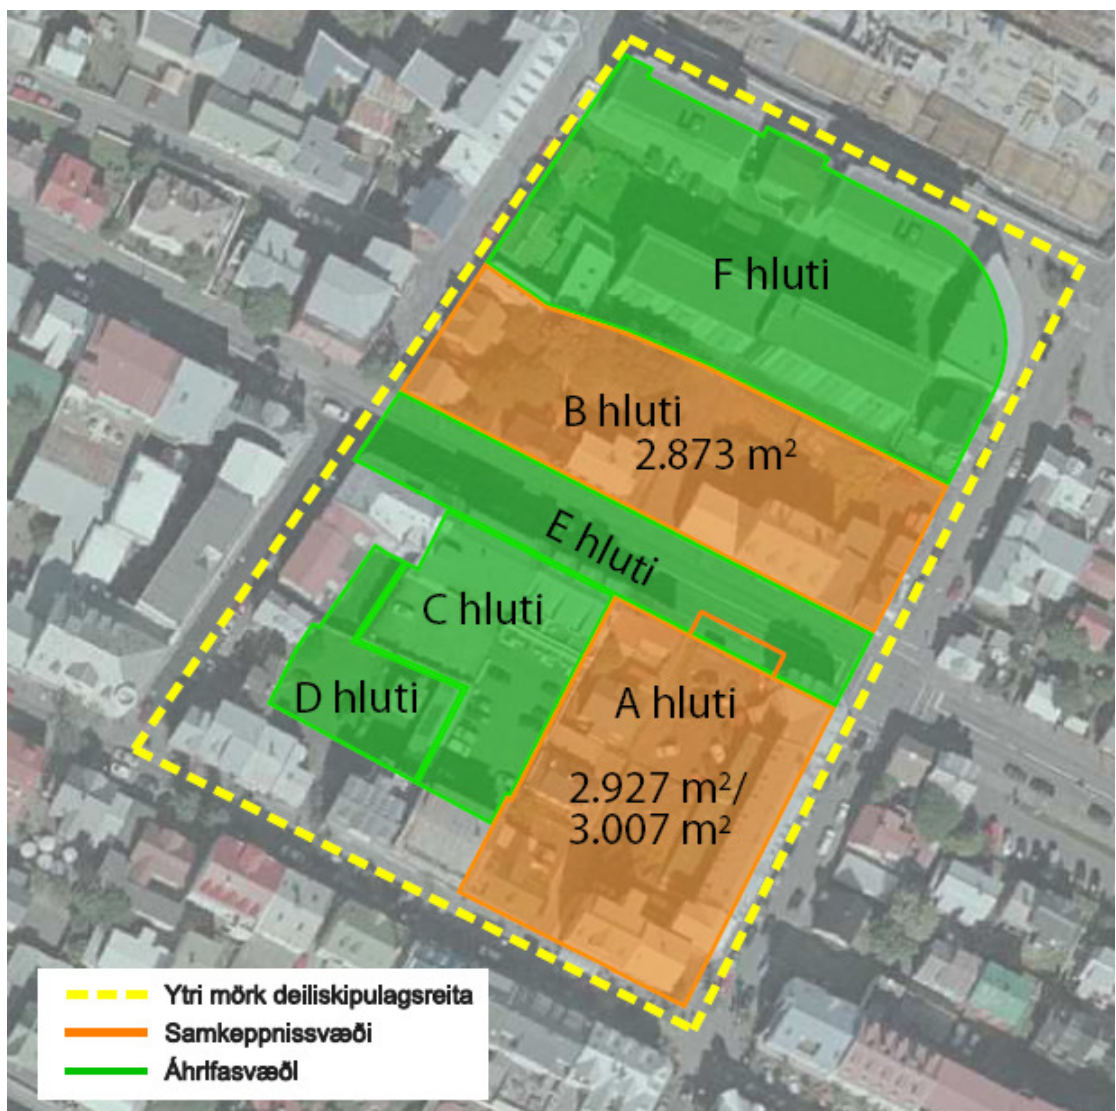 F hluti
B hluti
2.873 m²
E hluti
C hluti
D hluti
A hluti
2.927 m²/
3.007 m²
Ytri mörk deiliskipulagsreita
Samkeppnissvæði
Áhrifasvæði